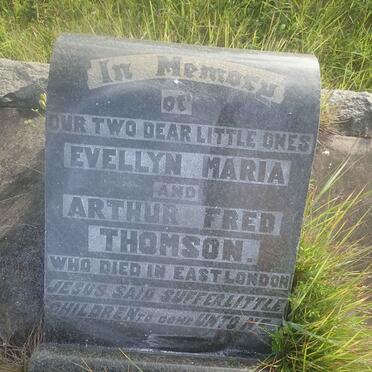 In Memory
of
OUR TWO DEAR LITTLE ONES
EVELLYN MARIA
AND
ARTHUR FRED
THOMSON.
WHO DIED IN EAST LONDON
JESUS SAID SUFFER LITTLE
CHILDREN TO COME UNTO ME